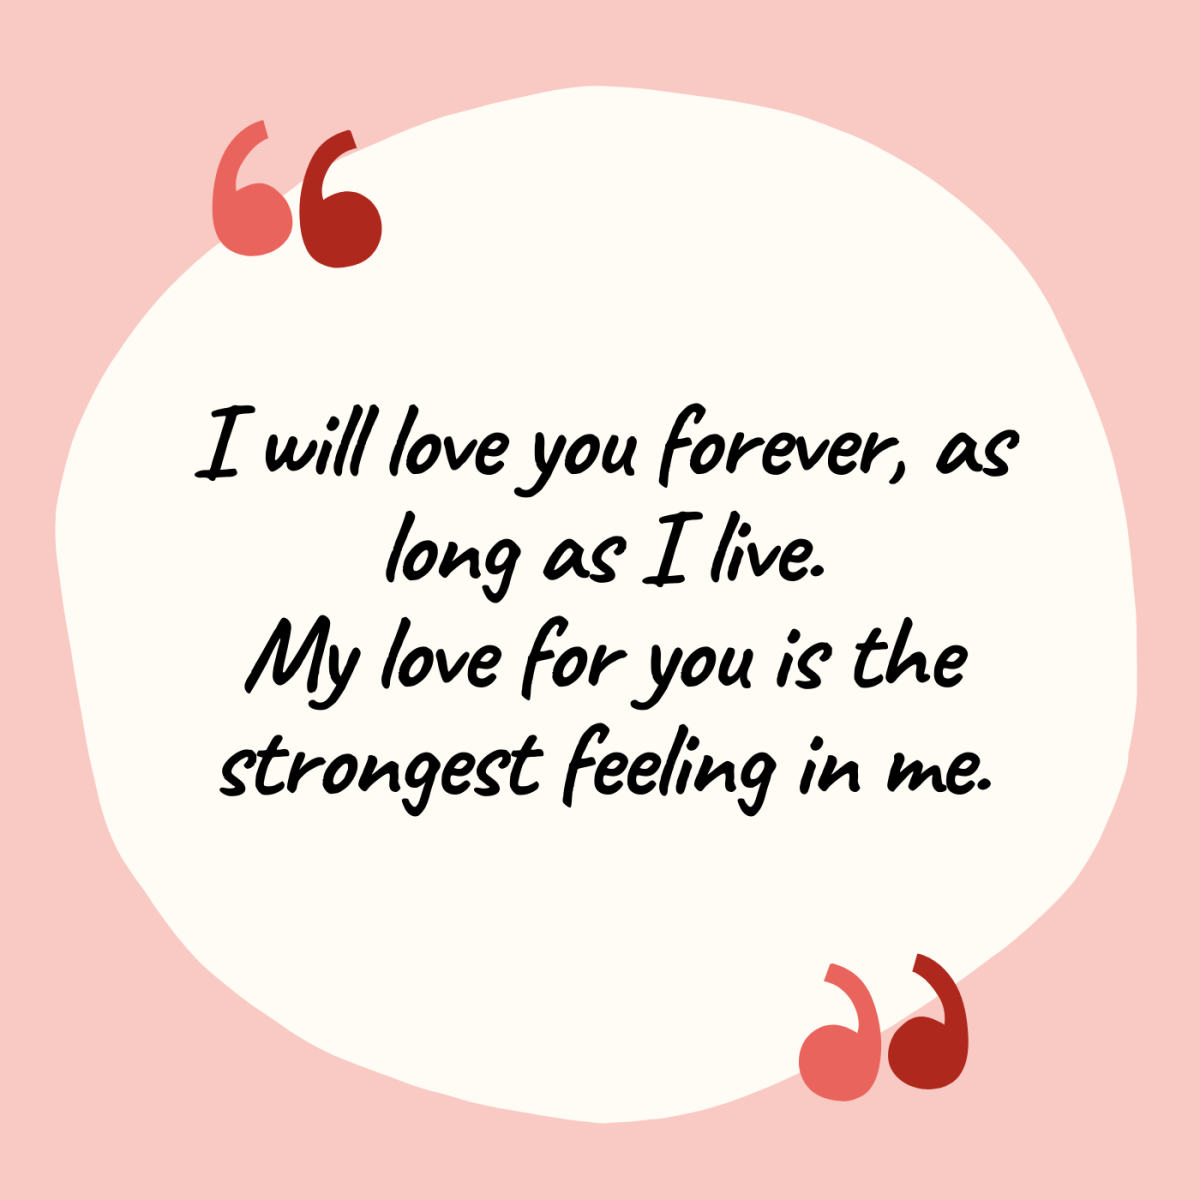 I will love you forever, as
long as I live.
My love for you is the
strongest feeling in me.